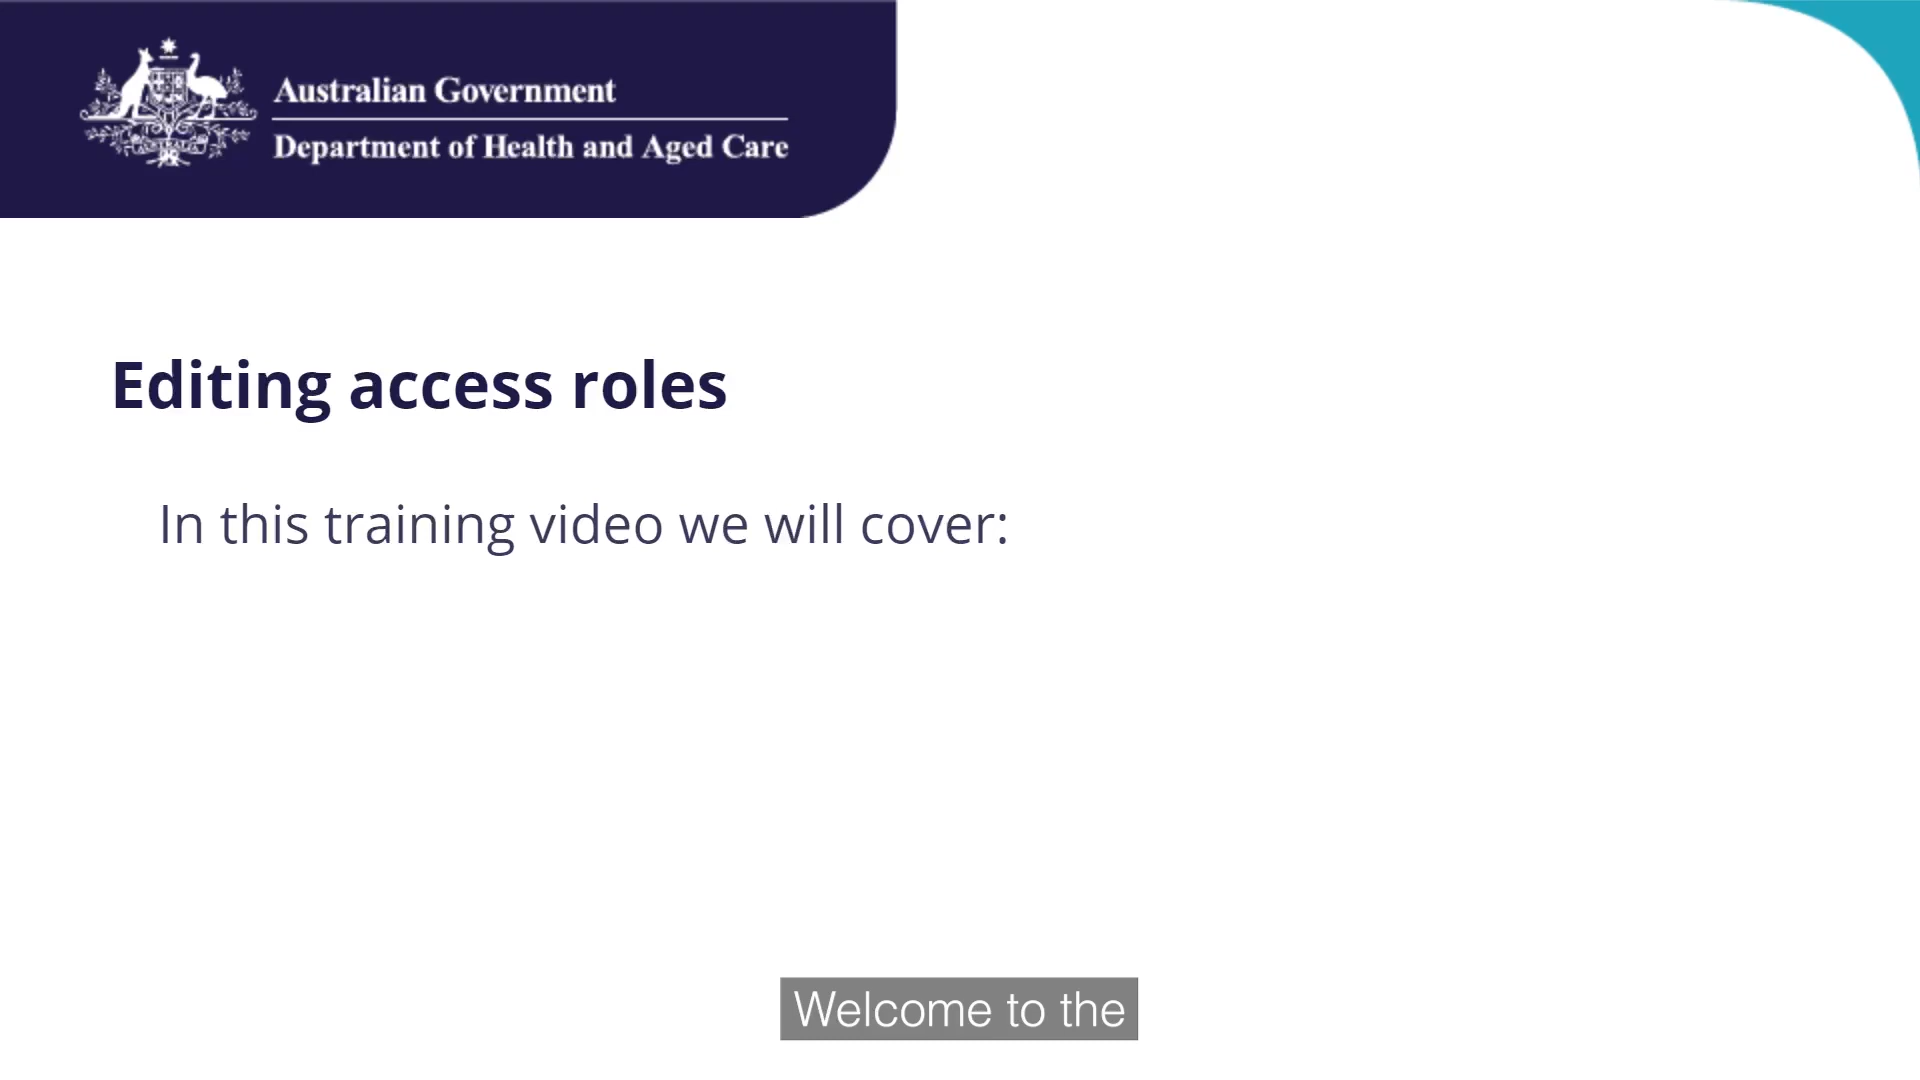 Australian Government
Department of Health and Aged Care
Editing access roles
In this training video we will cover:
Welcome to the